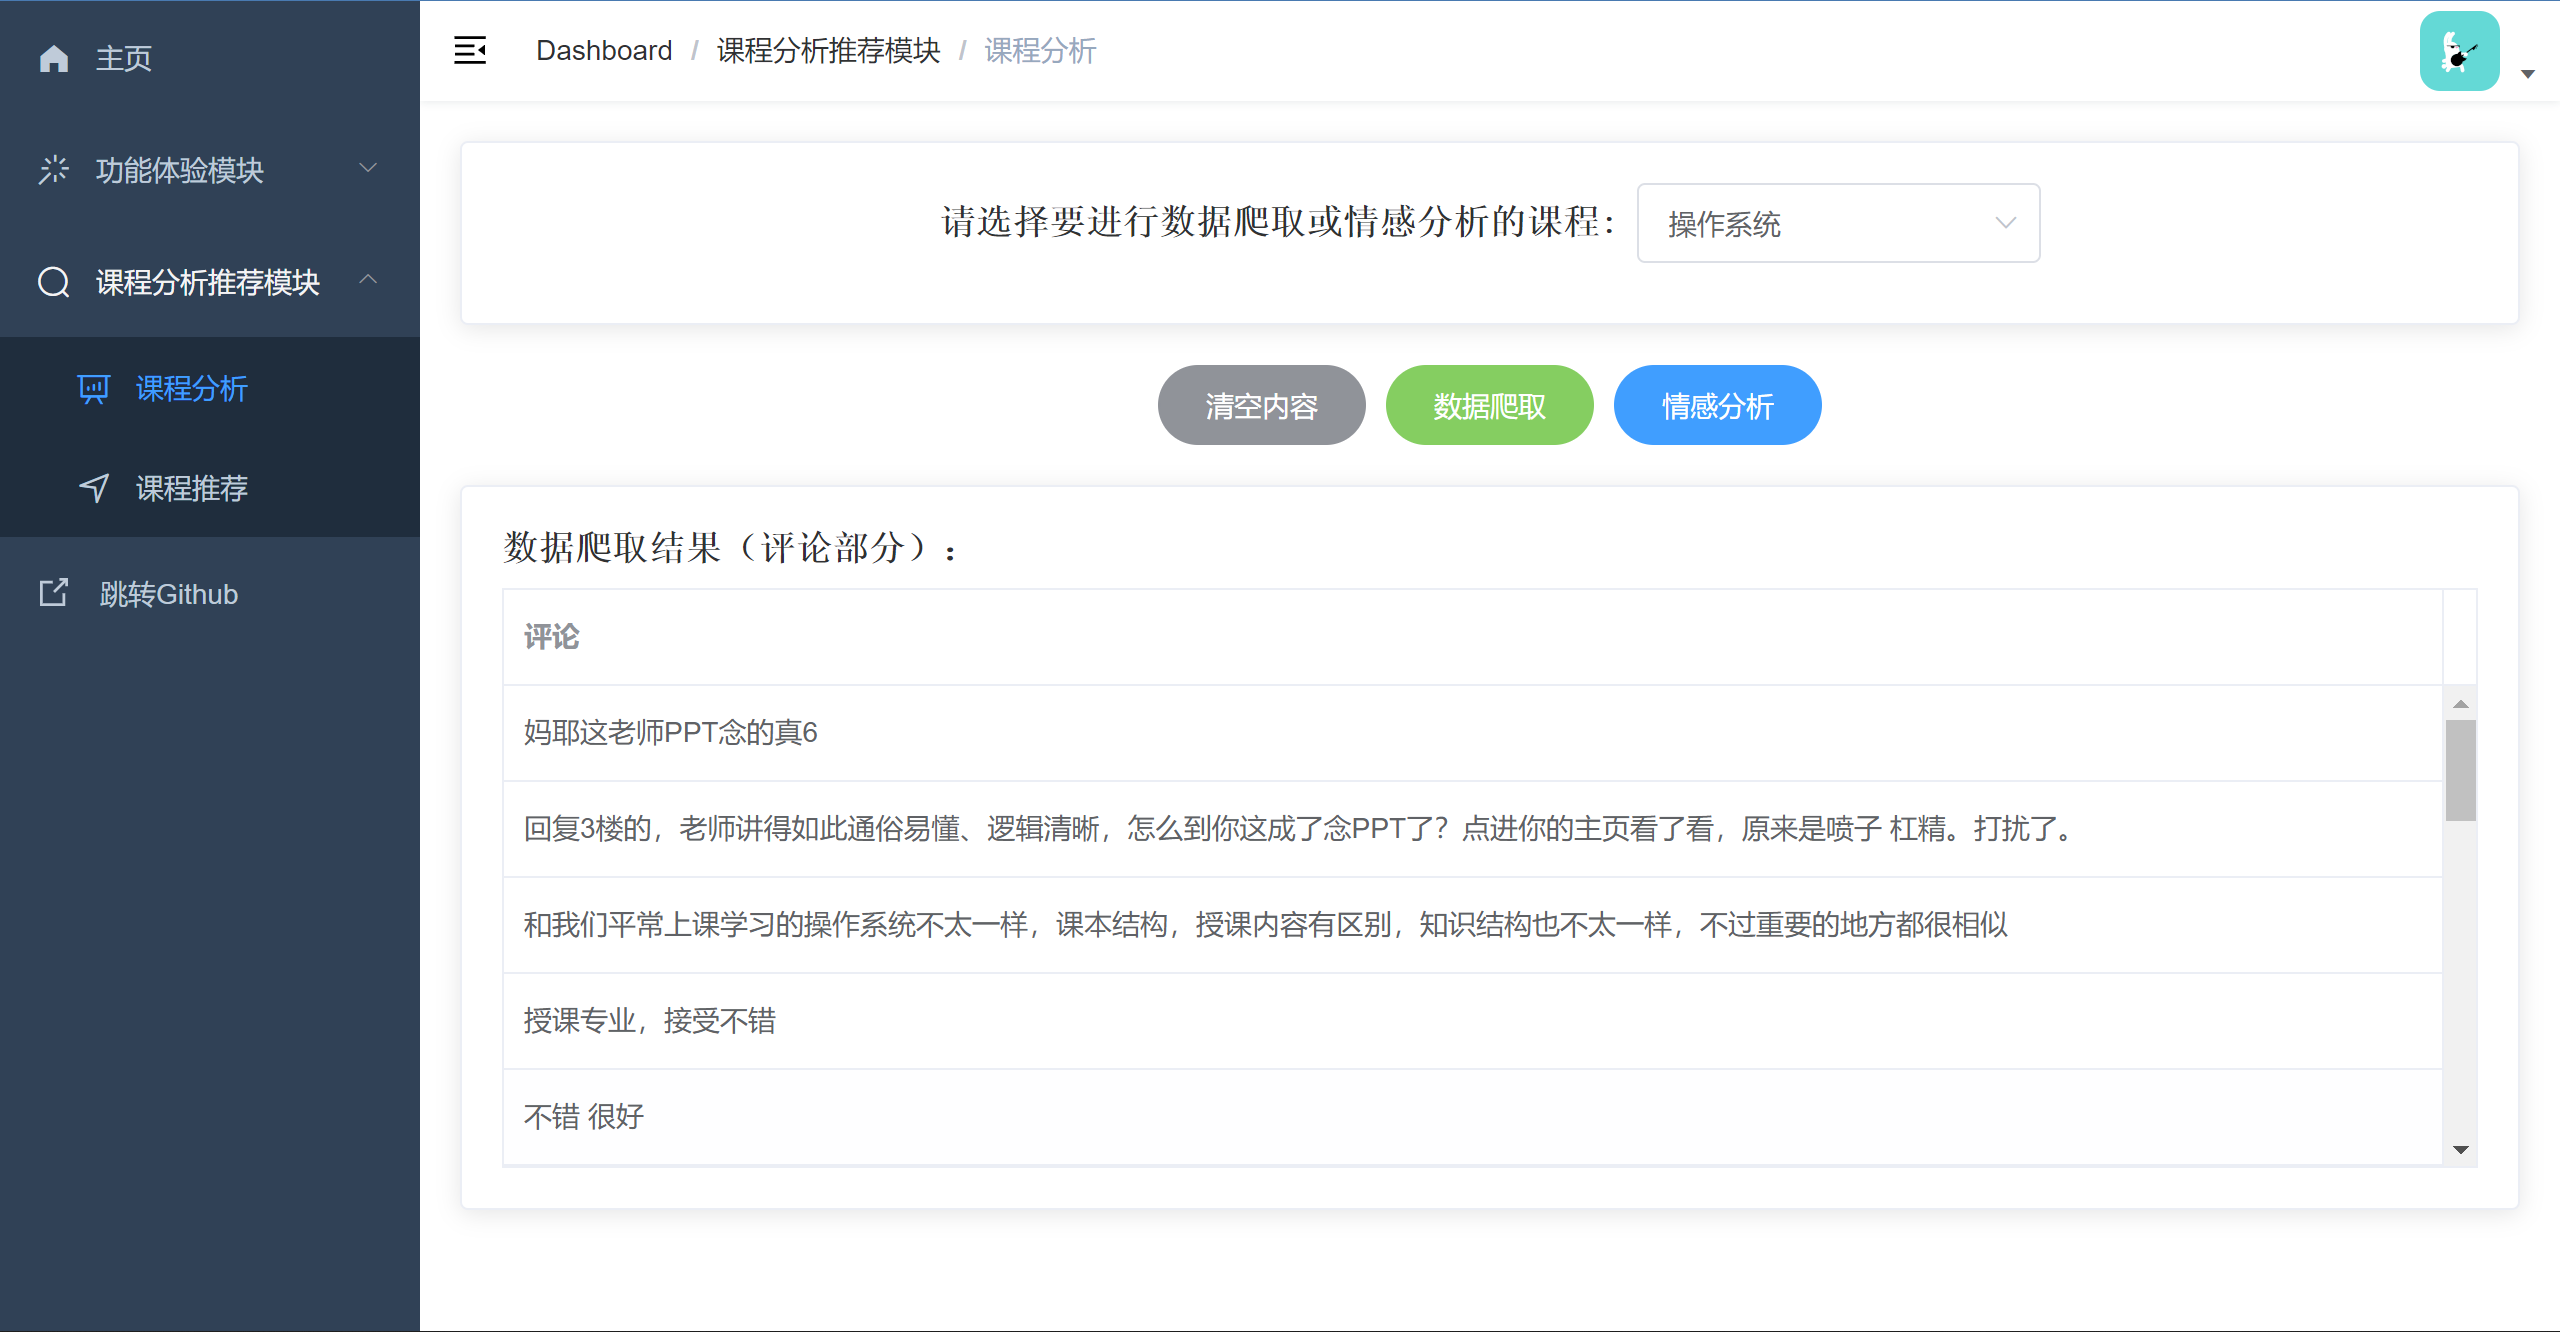 主页
功能体验模块
课程分析推荐模块
课程分析
课程推荐
跳转Github
Dashboard / 课程分析推荐模块 / 课程分析
请选择要进行数据爬取或情感分析的课程： 操作系统
清空内容 数据爬取 情感分析
数据爬取结果（评论部分）：
评论
妈耶这老师PPT念的真6
回复3楼的，老师讲得如此通俗易懂、逻辑清晰，怎么到你这成了念PPT了？点进你的主页看了看，原来是喷子 杠精。打扰了。
和我们平常上课学习的操作系统不太一样，课本结构，授课内容有区别，知识结构也不太一样，不过重要的地方都很相似
授课专业，接受不错
不错 很好